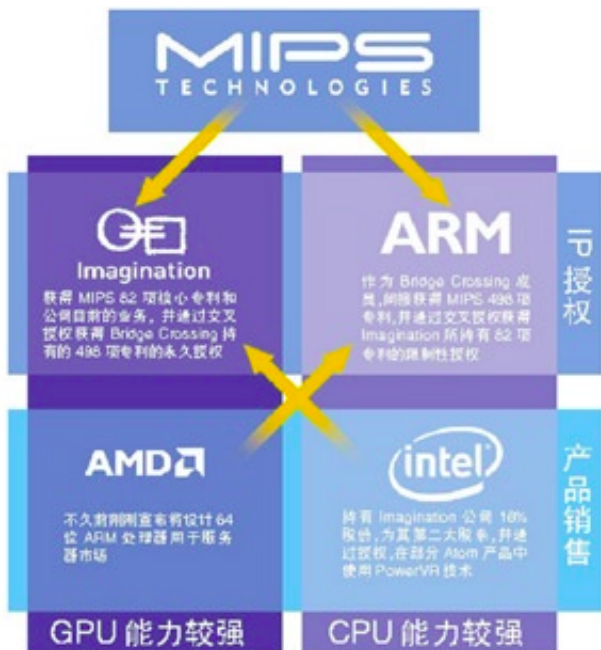 MIPS
TECHNOLOGIES
Imagination
获得 MIPS 82 项核心专利和
公司目前的业务，并通过交叉
授权获得 Bridge Crossing 持
有的 498 项专利的永久授权
ARM
作为 Bridge Crossing 成
员，间接获得 MIPS 498 项
专利，并通过交叉授权获得
Imagination 所持有 82 项
专利的限制性授权
IP授权
AMD
不久前刚刚宣布将设计 64
位 ARM 处理器用于服务
器市场
intel
持有 Imagination 公司 16%
股份，为其第二大股东，并通
过授权，在部分 Atom 产品中
使用 PowerVR 技术
产品销售
GPU 能力较强
CPU 能力较强